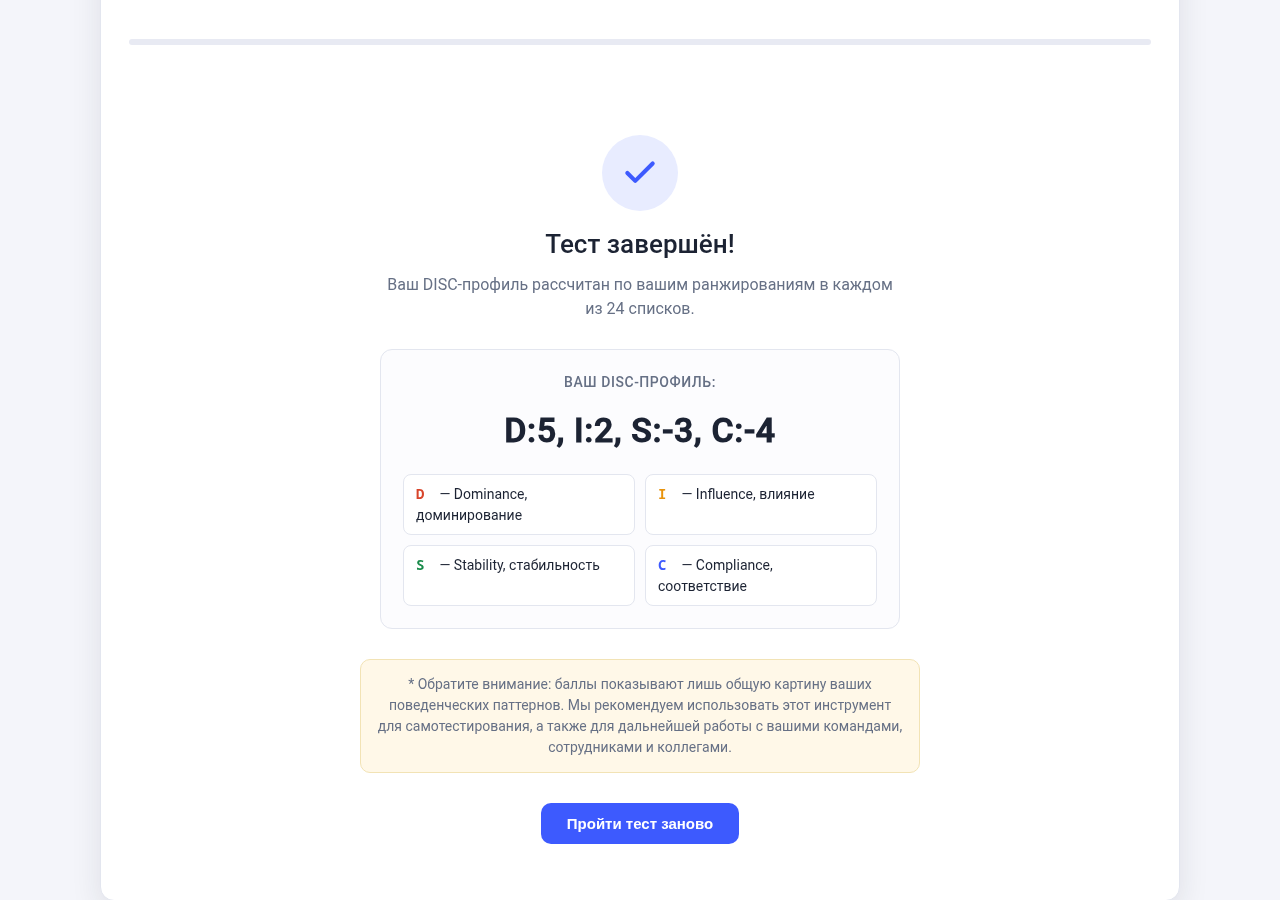 Тест завершён!
Ваш DISC-профиль рассчитан по вашим ранжированиям в каждом
из 24 списков.
ВАШ DISC-ПРОФИЛЬ:
D:5, I:2, S:-3, C:-4
D — Dominance,
доминирование
I — Influence, влияние
S — Stability, стабильность
C — Compliance,
соответствие
* Обратите внимание: баллы показывают лишь общую картину ваших
поведенческих паттернов. Мы рекомендуем использовать этот инструмент
для самотестирования, а также для дальнейшей работы с вашими командами,
сотрудниками и коллегами.
Пройти тест заново